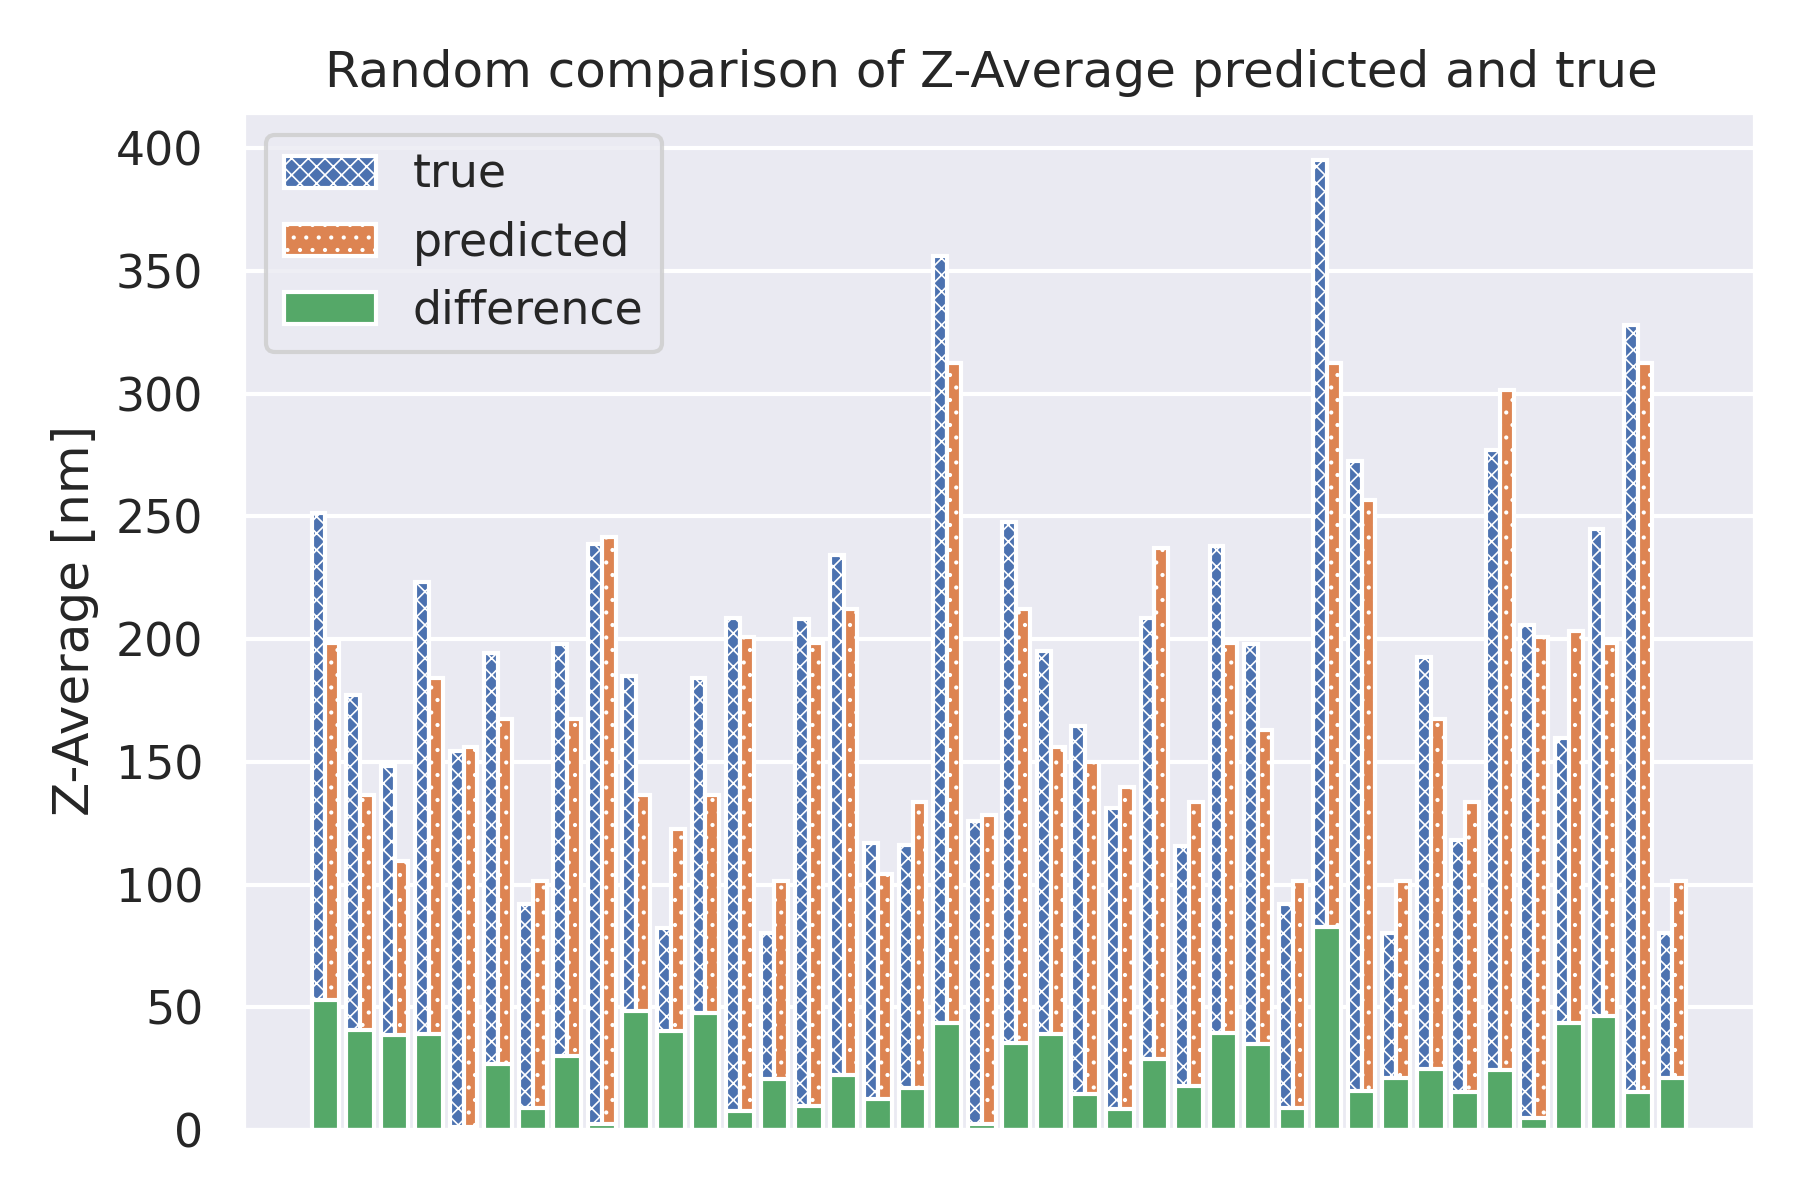 Random comparison of Z-Average predicted and true
true
predicted
difference
Z-Average [nm]
400
350
300
250
200
150
100
50
0